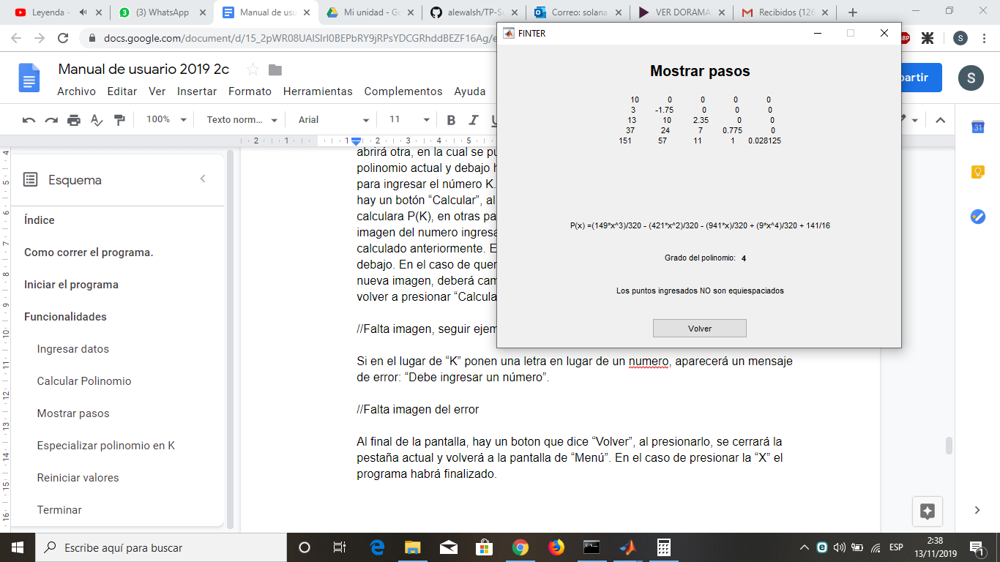 Leyenda -
(3) WhatsApp
Manual de usu
Mi unidad - Go
alewalsh/TP-Su
Correo: solana
VER DORAMA
Recibidos (126
docs.google.com/document/d/
Manual de usuario 2019 2c
Archivo Editar Ver Insertar Formato Herramientas Complementos Ayuda
partir
S
100% Texto norm... Arial 11 B I U
Esquema
Índice
Como correr el programa.
Iniciar el programa
Funcionalidades
Ingresar datos
Calcular Polinomio
Mostrar pasos
Especializar polinomio en K
Reiniciar valores
Terminar
abrirá otra, en la cual se pu
polinomio actual y debajo h
para ingresar el número K.
hay un botón “Calcular”, al
calculara P(K), en otras pa
imagen del numero ingresa
calculado anteriormente. E
debajo. En el caso de quer
nueva imagen, deberá cam
volver a presionar “Calcula
//Falta imagen, seguir ejem
Si en el lugar de “K” ponen una letra en lugar de un numero, aparecerá un mensaje
de error: “Debe ingresar un número”.
//Falta imagen del error
Al final de la pantalla, hay un boton que dice “Volver”, al presionarlo, se cerrará la
pestaña actual y volverá a la pantalla de “Menú”. En el caso de presionar la “X” el
programa habrá finalizado.
FINTER
Mostrar pasos
10 0 0 0 0
3 -1.75 0 0 0
13 10 2.35 0 0
37 24 7 0.775 0
151 57 11 1 0.028125
P(x) =(149*x^3)/320 - (421*x^2)/320 - (941*x)/320 + (9*x^4)/320 + 141/16
Grado del polinomio: 4
Los puntos ingresados NO son equiespaciados
Volver
Escribe aquí para buscar
ESP
2:38
13/11/2019